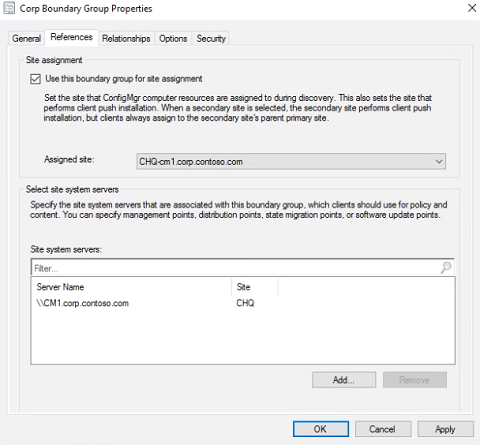 Corp Boundary Group Properties
General References Relationships Options Security
Site assignment
Use this boundary group for site assignment
Set the site that ConfigMgr computer resources are assigned to during discovery. This also sets the site that
performs client push installation. When a secondary site is selected, the secondary site performs client push
installation, but clients always assign to the secondary site's parent primary site.
Assigned site: CHQ-cm1.corp.contoso.com
Select site system servers
Specify the site system servers that are associated with this boundary group, which clients should use for policy and
content. You can specify management points, distribution points, state migration points, or software update points.
Site system servers:
Filter...
Server Name Site
\\CM1.corp.contoso.com CHQ
Add... Remove
OK Cancel Apply